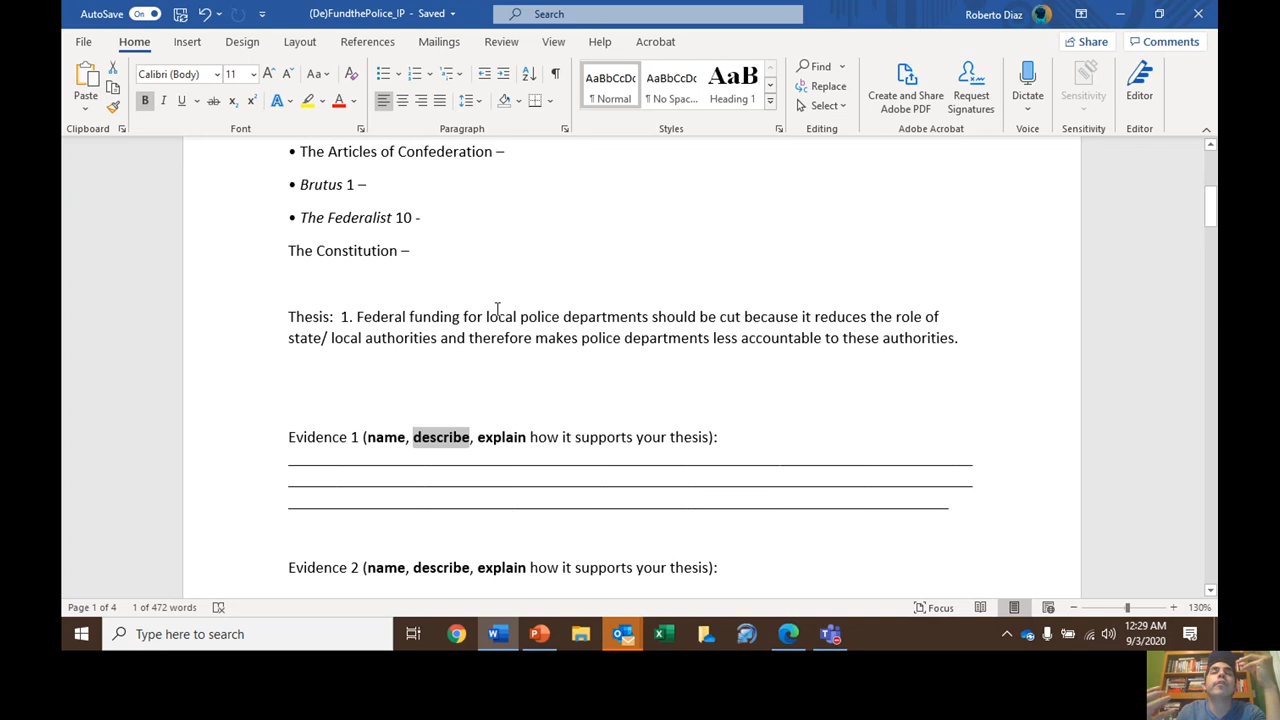 AutoSave On (De)FundthePolice_IP - Saved Search Roberto Diaz
File Home Insert Design Layout References Mailings Review View Help Acrobat Share Comments
Paste Calibri (Body) 11 Aa B I U ab x₂ x² A A AaBbCcDc AaBbCcDc AaB Find Replace Select
¶ Normal ¶ No Spac... Heading 1
Create and Share Adobe PDF Request Signatures Dictate Sensitivity Editor
Clipboard Font Paragraph Styles Editing Adobe Acrobat Voice Sensitivity Editor
• The Articles of Confederation –
• Brutus 1 –
• The Federalist 10 -
The Constitution –
Thesis: 1. Federal funding for local police departments should be cut because it reduces the role of
state/ local authorities and therefore makes police departments less accountable to these authorities.
Evidence 1 (name, describe, explain how it supports your thesis):
Evidence 2 (name, describe, explain how it supports your thesis):
Page 1 of 4 1 of 472 words Focus 130%
Type here to search 12:29 AM
9/3/2020